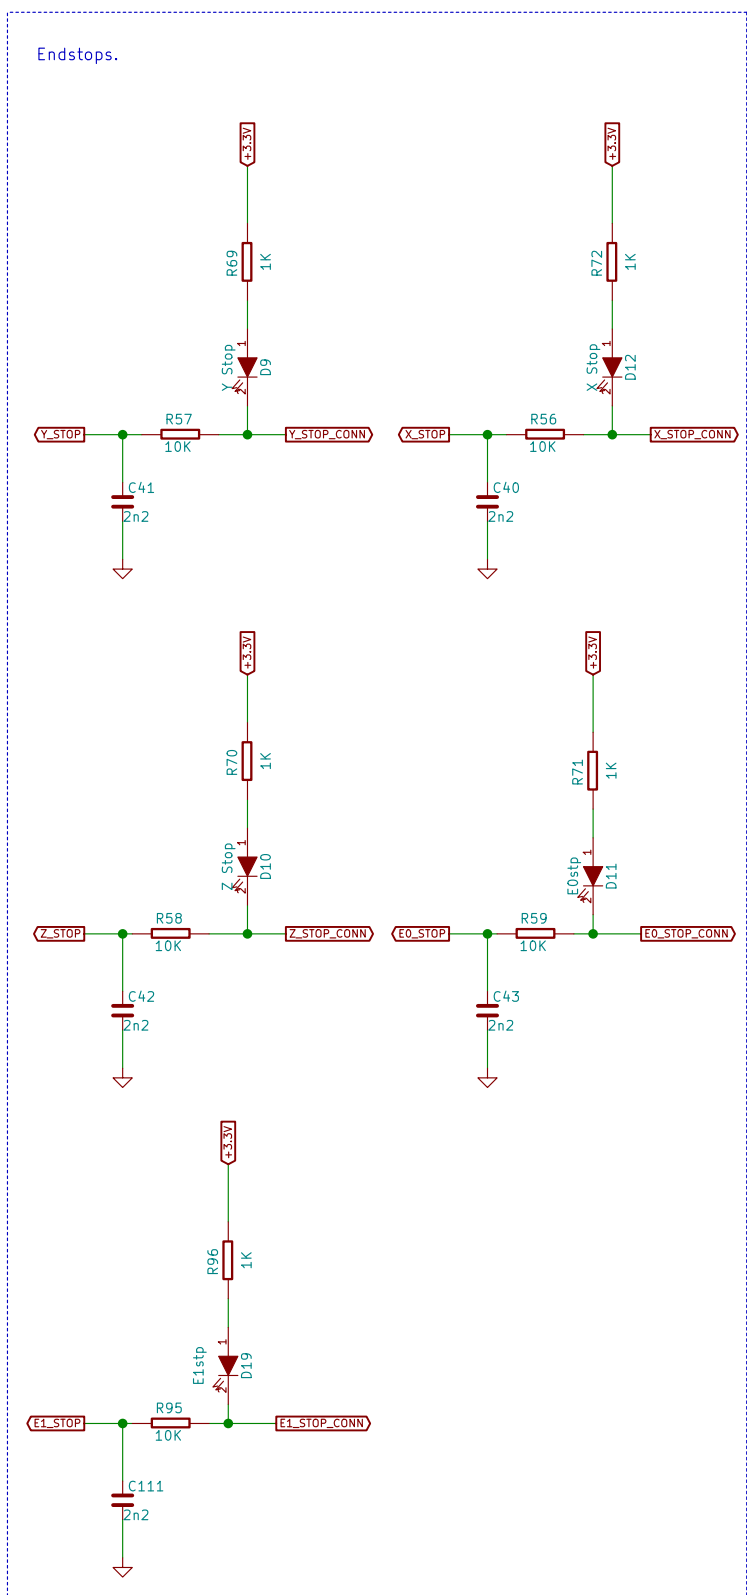 Endstops.
+3.3V
R69
1K
1
Y Stop
D9
2
Y_STOP
R57
10K
Y_STOP_CONN
C41
2n2
+3.3V
R72
1K
1
X Stop
D12
2
X_STOP
R56
10K
X_STOP_CONN
C40
2n2
+3.3V
R70
1K
1
Z Stop
D10
2
Z_STOP
R58
10K
Z_STOP_CONN
C42
2n2
+3.3V
R71
1K
1
E0stp
D11
2
E0_STOP
R59
10K
E0_STOP_CONN
C43
2n2
+3.3V
R96
1K
1
E1stp
D19
2
E1_STOP
R95
10K
E1_STOP_CONN
C111
2n2